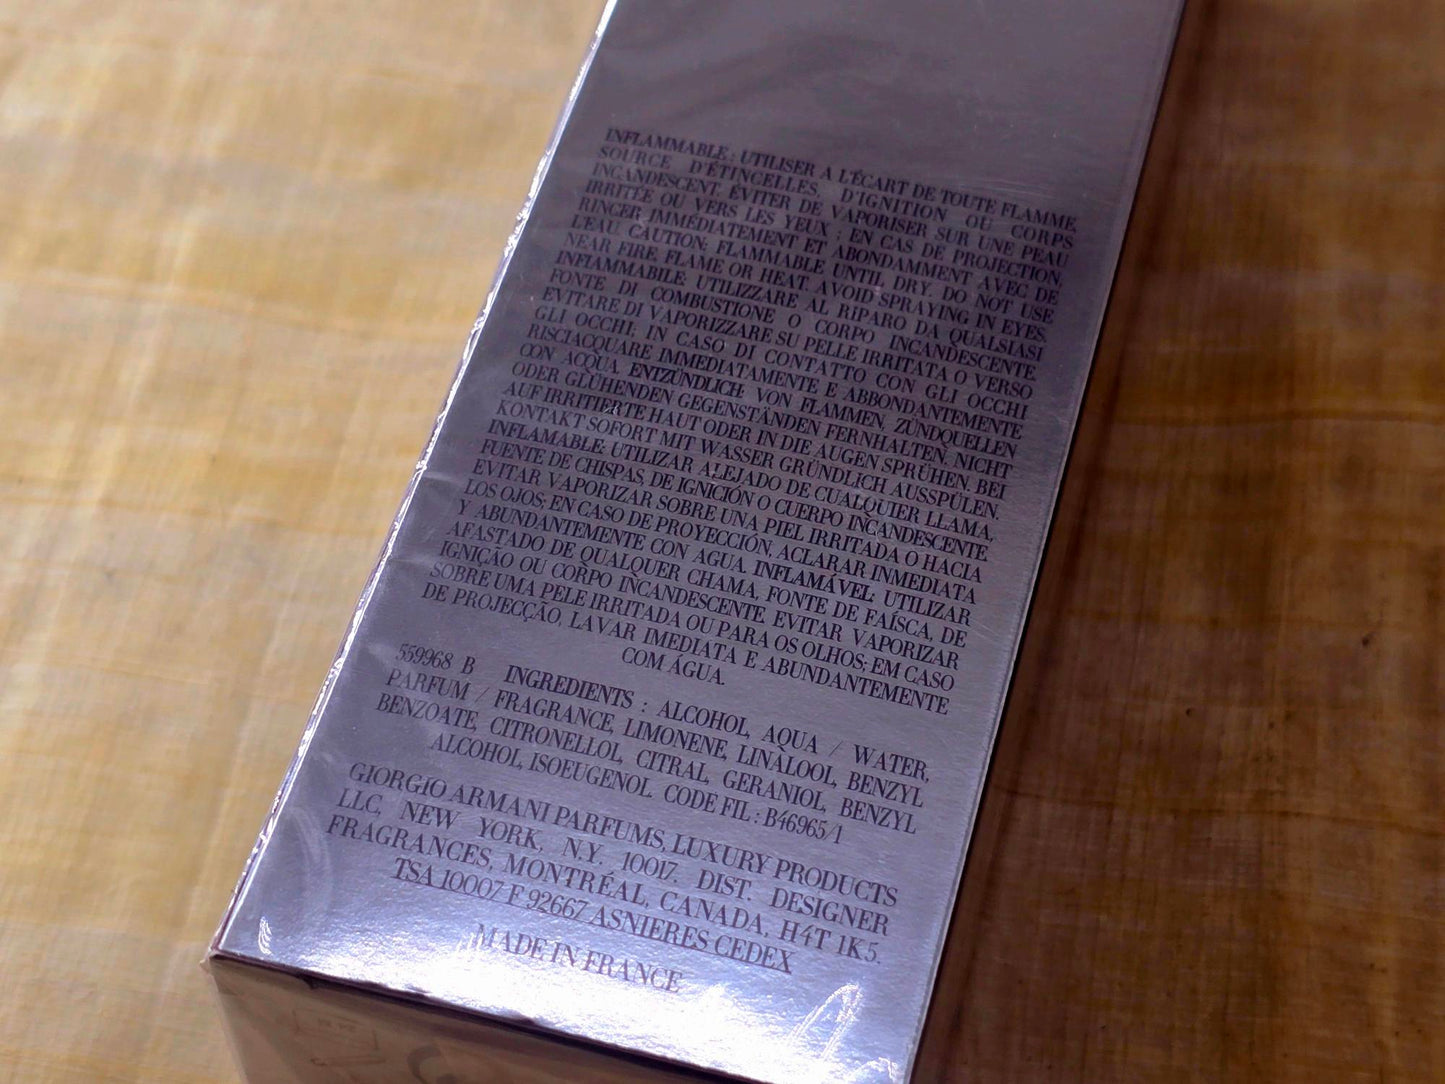 INFLAMMABLE : UTILISER A L'ÉCART DE TOUTE FLAMME,
SOURCE D'ÉTINCELLES, D'IGNITION OU CORPS
INCANDESCENT. ÉVITER DE VAPORISER SUR UNE PEAU
IRRITÉE OU VERS LES YEUX ; EN CAS DE PROJECTION,
RINCER IMMÉDIATEMENT ET ABONDAMMENT AVEC DE
L'EAU. CAUTION: FLAMMABLE UNTIL DRY. DO NOT USE
NEAR FIRE, FLAME OR HEAT. AVOID SPRAYING IN EYES.
INFLAMMABILE: UTILIZZARE AL RIPARO DA QUALSIASI
FONTE DI COMBUSTIONE O CORPO INCANDESCENTE
EVITARE DI VAPORIZZARE SU PELLE IRRITATA O VERSO
GLI OCCHI; IN CASO DI CONTATTO CON GLI OCCHI
RISCIACQUARE IMMEDIATAMENTE E ABBONDANTEMENTE
CON ACQUA. ENTZÜNDLICH: VON FLAMMEN, ZÜNDQUELLEN
ODER GLÜHENDEN GEGENSTÄNDEN FERNHALTEN. NICHT
AUF IRRITIERTE HAUT ODER IN DIE AUGEN SPRÜHEN. BEI
KONTAKT SOFORT MIT WASSER GRÜNDLICH AUSSPÜLEN.
INFLAMABLE: UTILIZAR ALEJADO DE CUALQUIER LLAMA,
FUENTE DE CHISPAS, DE IGNICIÓN O CUERPO INCANDESCENTE.
EVITAR VAPORIZAR SOBRE UNA PIEL IRRITADA O HACIA
LOS OJOS; EN CASO DE PROYECCIÓN, ACLARAR INMEDIATA
Y ABUNDANTEMENTE CON AGUA. INFLAMÁVEL: UTILIZAR
AFASTADO DE QUALQUER CHAMA, FONTE DE FAÍSCA, DE
IGNIÇÃO OU CORPO INCANDESCENTE. EVITAR VAPORIZAR
SOBRE UMA PELE IRRITADA OU PARA OS OLHOS; EM CASO
DE PROJECÇÃO, LAVAR IMEDIATA E ABUNDANTEMENTE
COM ÁGUA.
559968 B INGREDIENTS : ALCOHOL, AQUA / WATER,
PARFUM / FRAGRANCE, LIMONENE, LINALOOL, BENZYL
BENZOATE, CITRONELLOL, CITRAL, GERANIOL, BENZYL
ALCOHOL, ISOEUGENOL. CODE FIL : B46965/1
GIORGIO ARMANI PARFUMS, LUXURY PRODUCTS
LLC, NEW YORK, N.Y. 10017. DIST. DESIGNER
FRAGRANCES, MONTRÉAL, CANADA, H4T 1K5.
TSA 10007-F 92667 ASNIERES CEDEX
MADE IN FRANCE